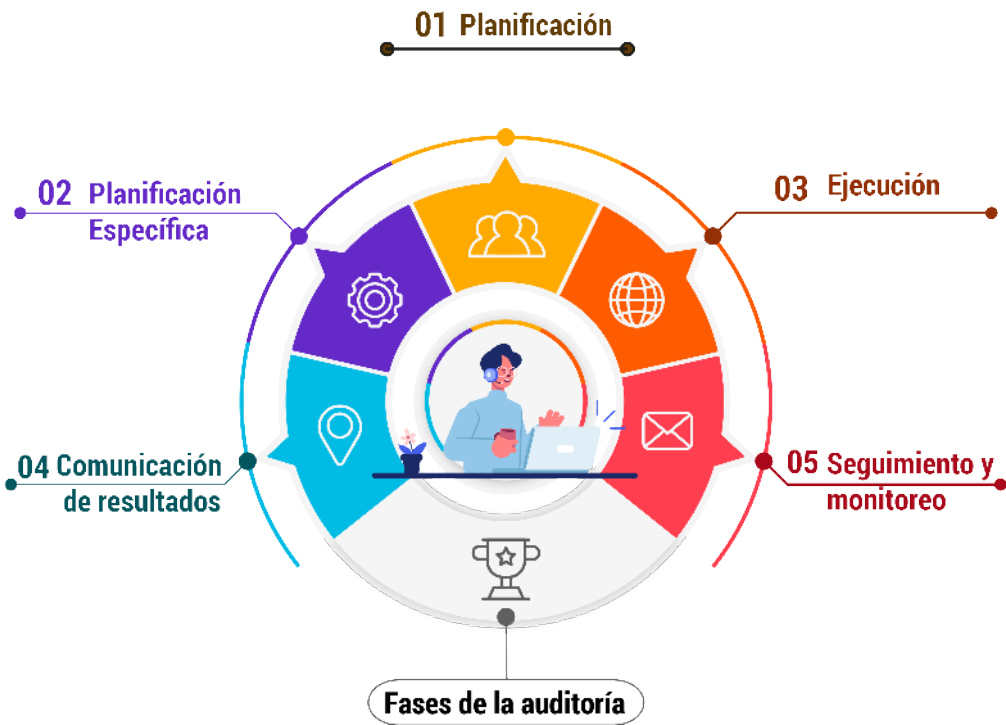 01 Planificación
02 Planificación
Específica
03 Ejecución
04 Comunicación
de resultados
05 Seguimiento y
monitoreo
Fases de la auditoría